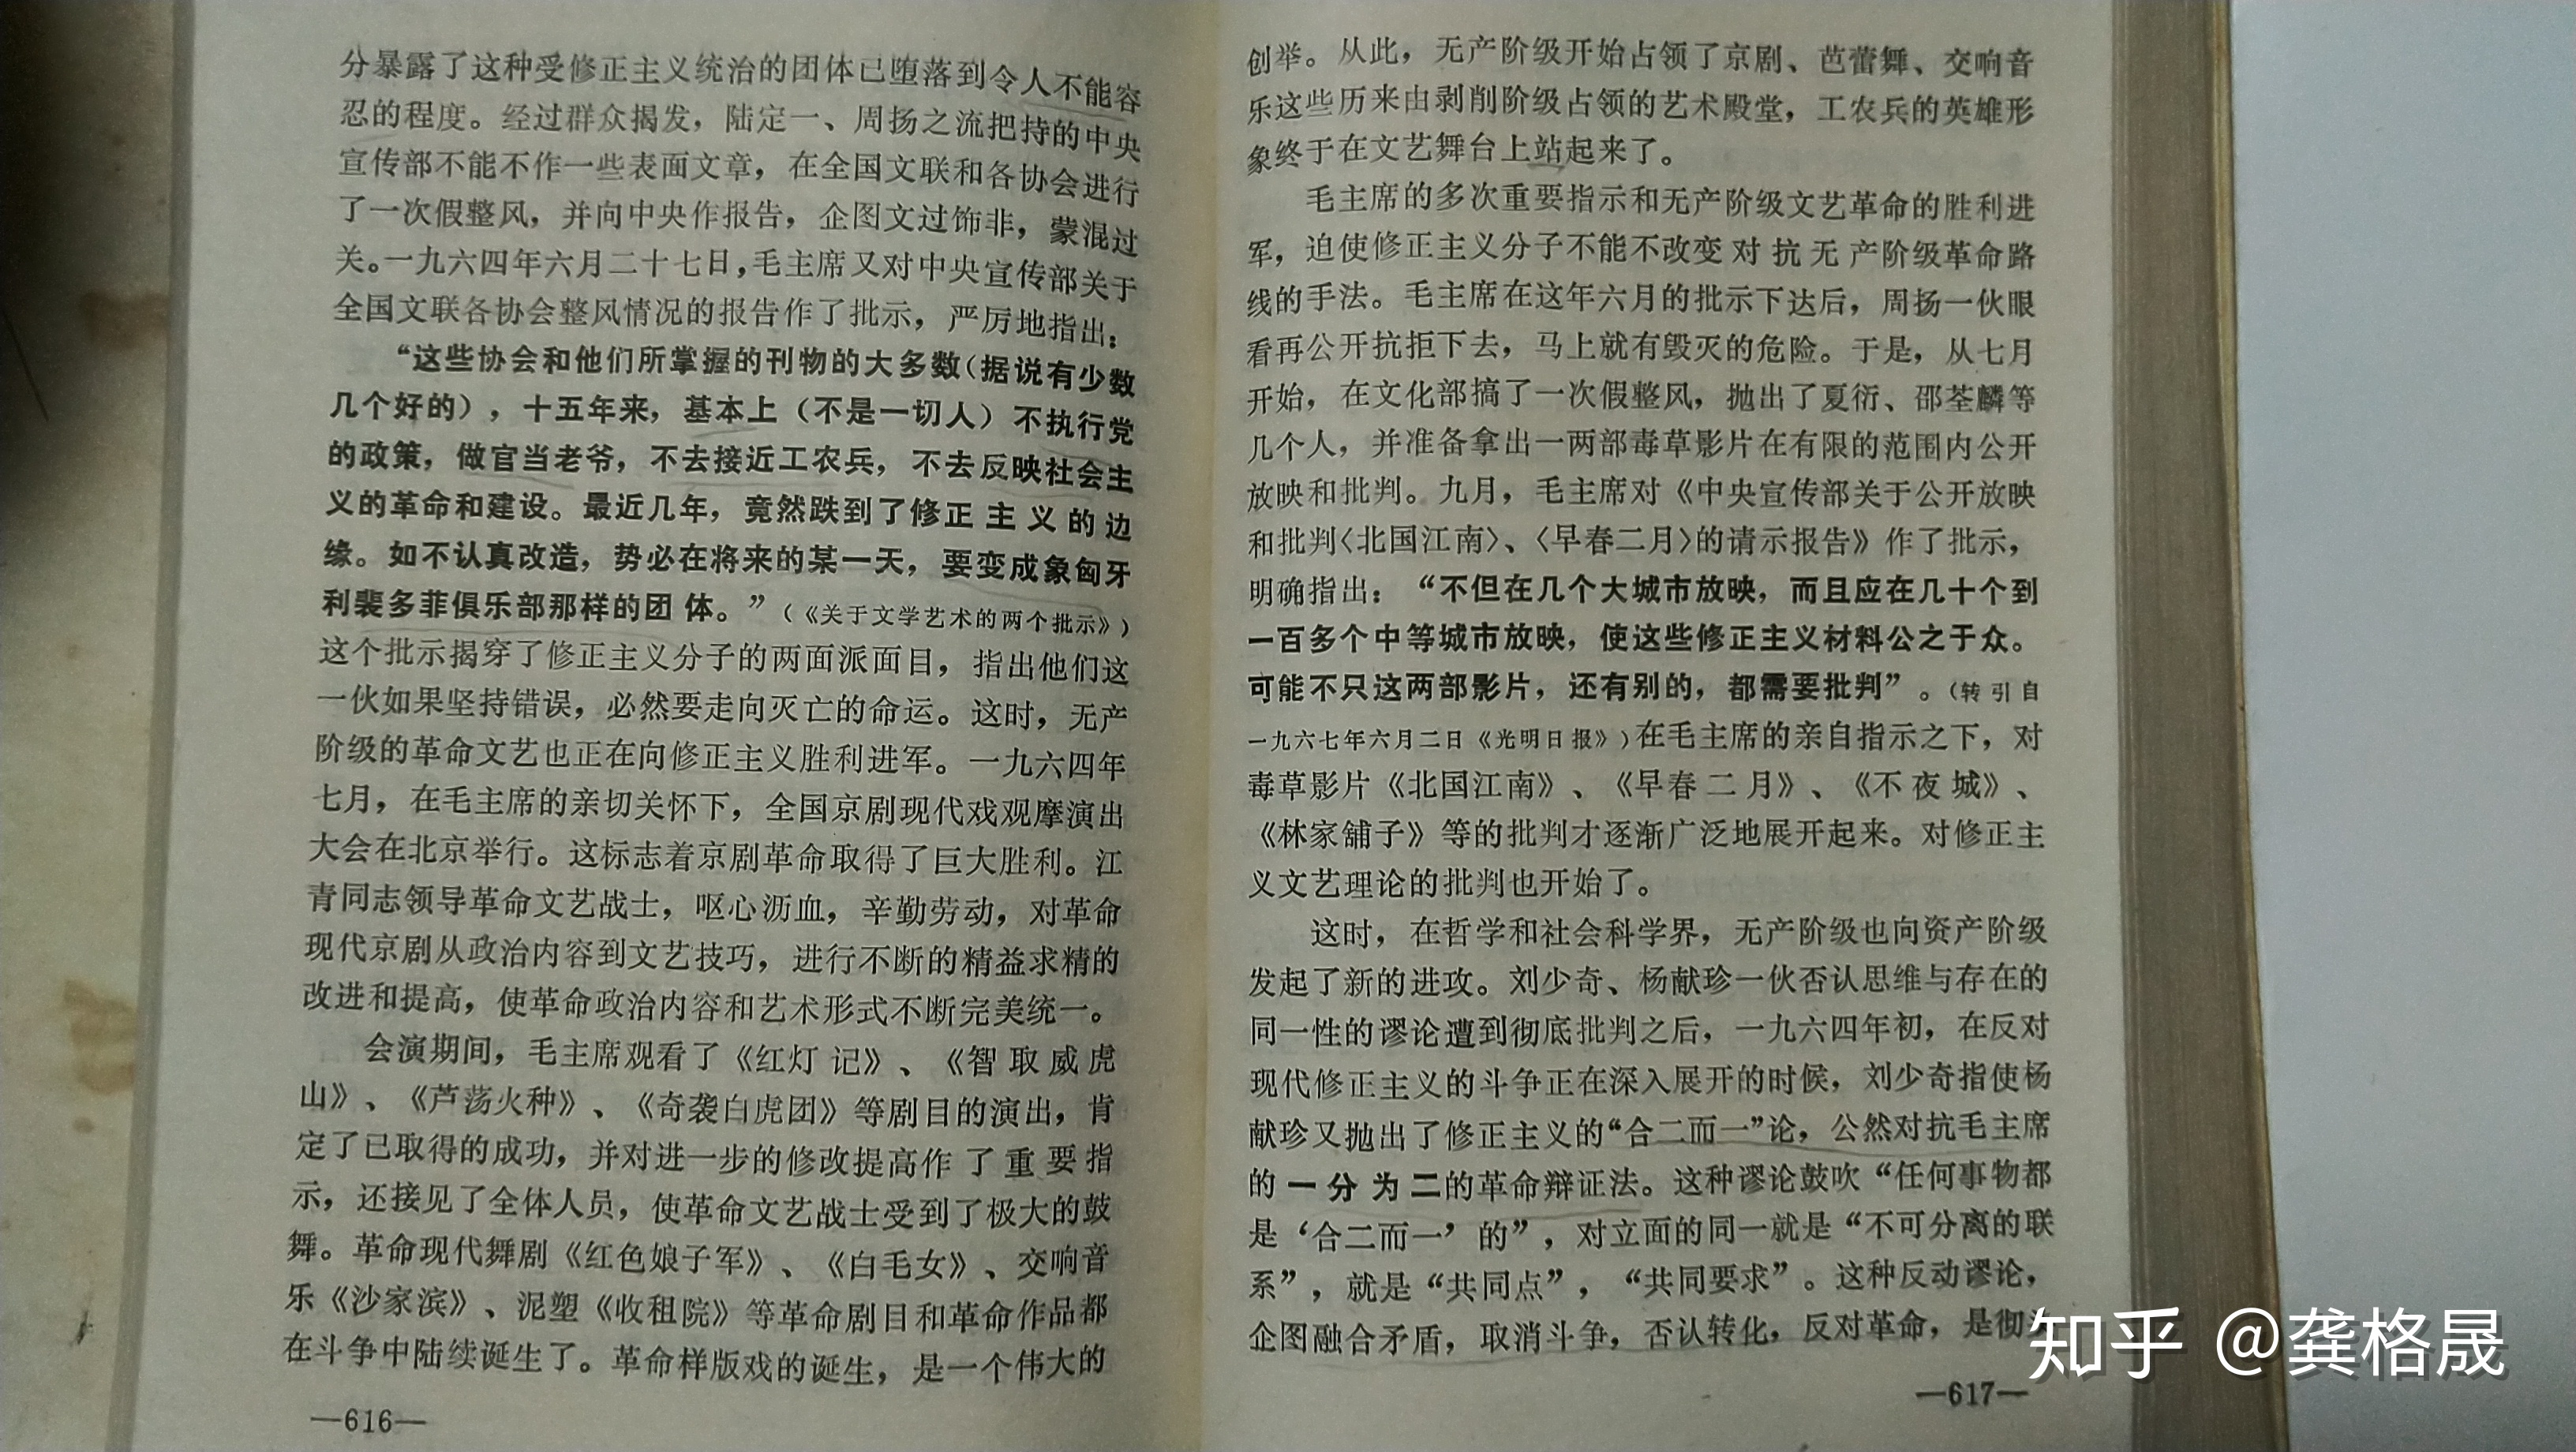 分暴露了这种受修正主义统治的团体已堕落到令人不能容
忍的程度。经过群众揭发，陆定一、周扬之流把持的中央
宣传部不能不作一些表面文章，在全国文联和各协会进行
了一次假整风，并向中央作报告，企图文过饰非，蒙混过
关。一九六四年六月二十七日，毛主席又对中央宣传部关于
全国文联各协会整风情况的报告作了批示，严厉地指出：
“这些协会和他们所掌握的刊物的大多数（据说有少数
几个好的），十五年来，基本上（不是一切人）不执行党
的政策，做官当老爷，不去接近工农兵，不去反映社会主
义的革命和建设。最近几年，竟然跌到了修正主义的边
缘。如不认真改造，势必在将来的某一天，要变成象匈牙
利裴多菲俱乐部那样的团体。”（《关于文学艺术的两个批示》）
这个批示揭穿了修正主义分子的两面派面目，指出他们这
一伙如果坚持错误，必然要走向灭亡的命运。这时，无产
阶级的革命文艺也正在向修正主义胜利进军。一九六四年
七月，在毛主席的亲切关怀下，全国京剧现代戏观摩演出
大会在北京举行。这标志着京剧革命取得了巨大胜利。江
青同志领导革命文艺战士，呕心沥血，辛勤劳动，对革命
现代京剧从政治内容到文艺技巧，进行不断的精益求精的
改进和提高，使革命政治内容和艺术形式不断完美统一。
会演期间，毛主席观看了《红灯记》、《智取威虎
山》、《芦荡火种》、《奇袭白虎团》等剧目的演出，肯
定了已取得的成功，并对进一步的修改提高作了重要指
示，还接见了全体人员，使革命文艺战士受到了极大的鼓
舞。革命现代舞剧《红色娘子军》、《白毛女》、交响音
乐《沙家浜》、泥塑《收租院》等革命剧目和革命作品都
在斗争中陆续诞生了。革命样版戏的诞生，是一个伟大的
—616—
创举。从此，无产阶级开始占领了京剧、芭蕾舞、交响音
乐这些历来由剥削阶级占领的艺术殿堂，工农兵的英雄形
象终于在文艺舞台上站起来了。
毛主席的多次重要指示和无产阶级文艺革命的胜利进
军，迫使修正主义分子不能不改变对抗无产阶级革命路
线的手法。毛主席在这年六月的批示下达后，周扬一伙眼
看再公开抗拒下去，马上就有毁灭的危险。于是，从七月
开始，在文化部搞了一次假整风，抛出了夏衍、邵荃麟等
几个人，并准备拿出一两部毒草影片在有限的范围内公开
放映和批判。九月，毛主席对《中央宣传部关于公开放映
和批判〈北国江南〉、〈早春二月〉的请示报告》作了批示，
明确指出：“不但在几个大城市放映，而且应在几十个到
一百多个中等城市放映，使这些修正主义材料公之于众。
可能不只这两部影片，还有别的，都需要批判”。（转引自
一九六七年六月二日《光明日报》）在毛主席的亲自指示之下，对
毒草影片《北国江南》、《早春二月》、《不夜城》、
《林家舖子》等的批判才逐渐广泛地展开起来。对修正主
义文艺理论的批判也开始了。
这时，在哲学和社会科学界，无产阶级也向资产阶级
发起了新的进攻。刘少奇、杨献珍一伙否认思维与存在的
同一性的谬论遭到彻底批判之后，一九六四年初，在反对
现代修正主义的斗争正在深入展开的时候，刘少奇指使杨
献珍又抛出了修正主义的“合二而一”论，公然对抗毛主席
的一分为二的革命辩证法。这种谬论鼓吹“任何事物都
是‘合二而一’的”，对立面的同一就是“不可分离的联
系”，就是“共同点”，“共同要求”。这种反动谬论，
企图融合矛盾，取消斗争，否认转化，反对革命，是彻
—617—
知乎 @龚格晟